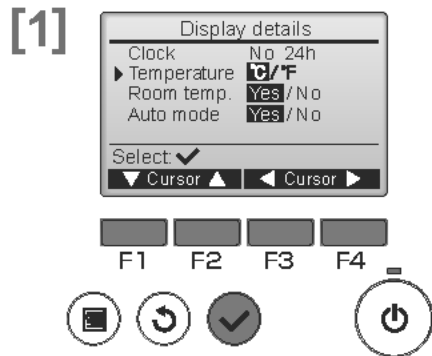 [1]
Display details
Clock No 24h
▶ Temperature ℃/℉
Room temp. Yes / No
Auto mode Yes / No
Select: ✔
▼ Cursor ▲ ◀ Cursor ▶
F1 F2 F3 F4